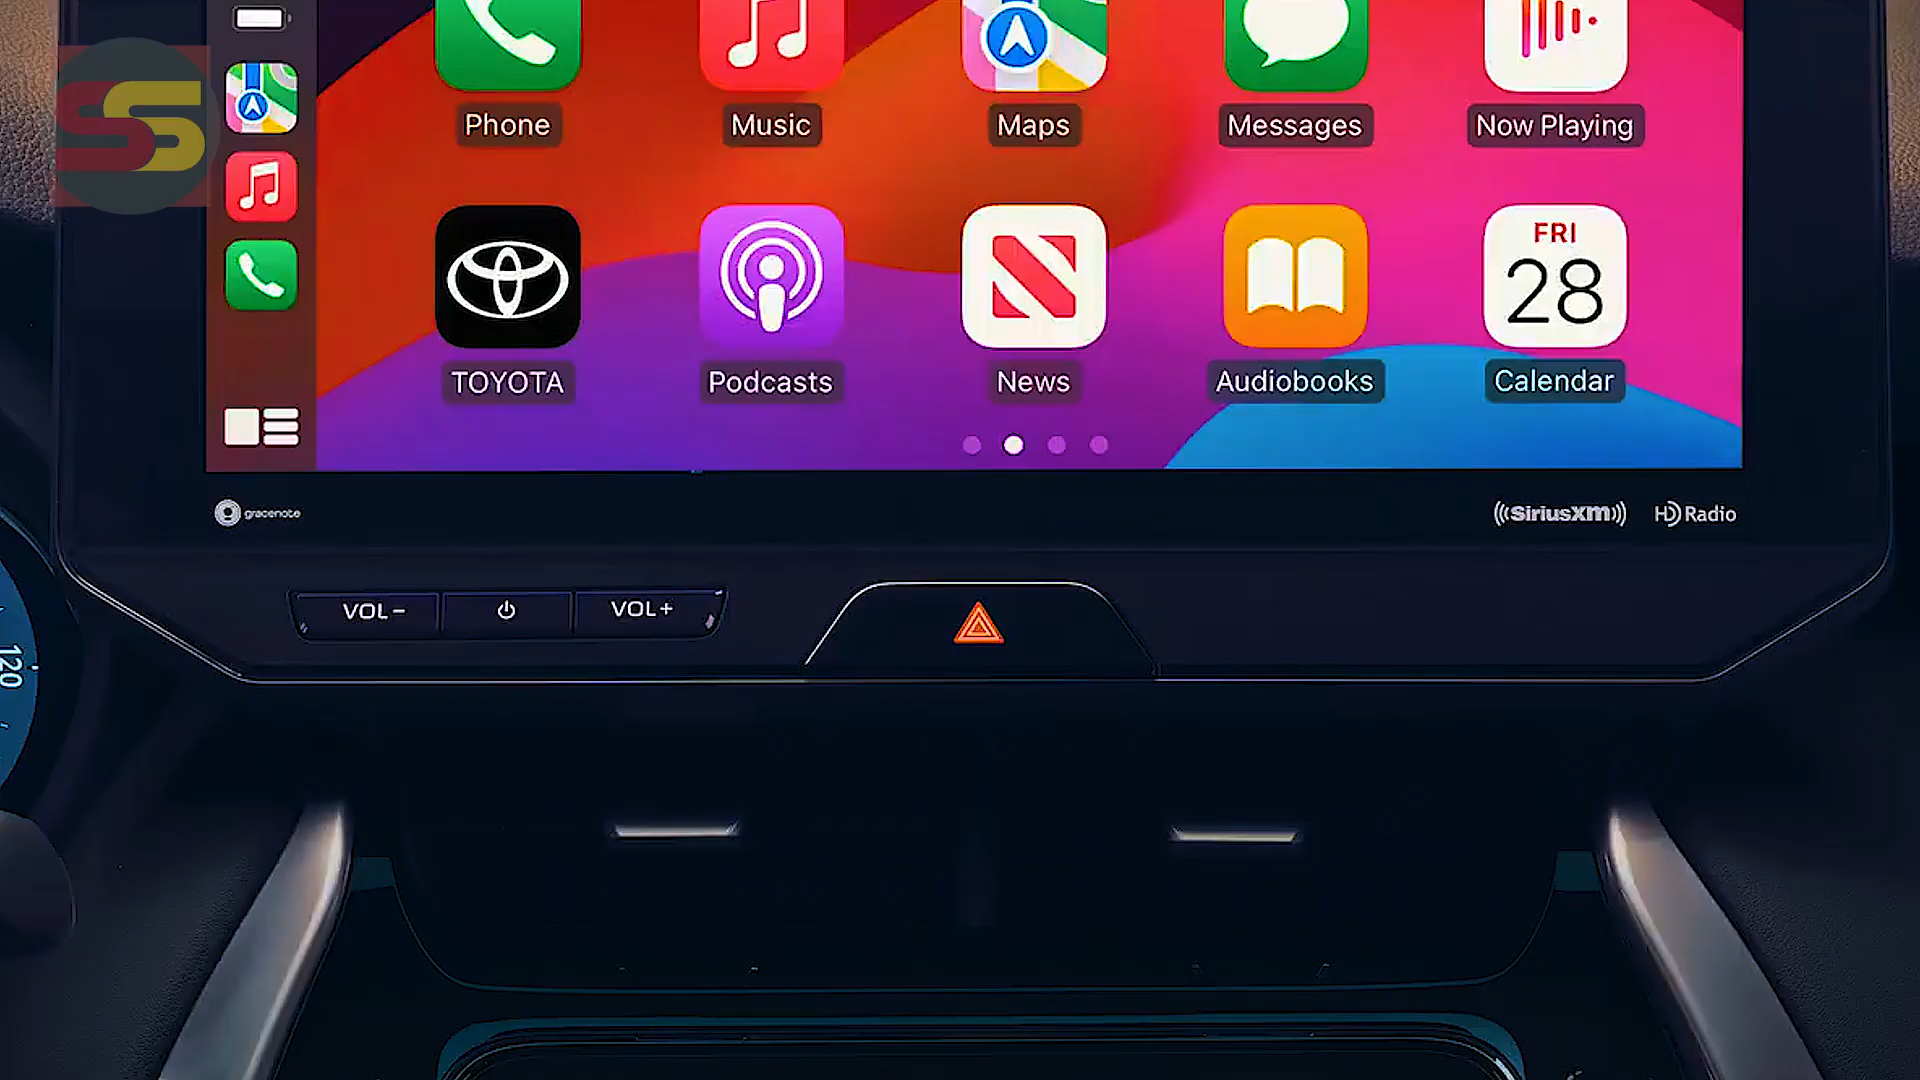 SS
Phone Music Maps Messages Now Playing
FRI
28
TOYOTA Podcasts News Audiobooks Calendar
gracenote
SiriusXM HD Radio
VOL- VOL+
120